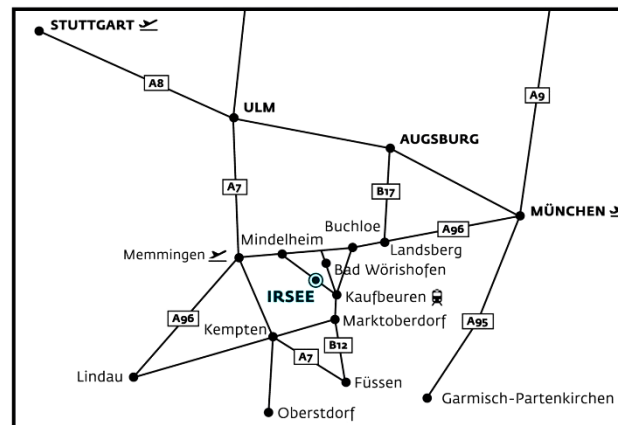 STUTTGART
A8
A9
ULM
AUGSBURG
A7
B17
MÜNCHEN
Buchloe
A96
Mindelheim
Landsberg
Memmingen
Bad Wörishofen
IRSEE
Kaufbeuren
A96
Marktoberdorf
A95
Kempten
B12
A7
Lindau
Füssen
Garmisch-Partenkirchen
Oberstdorf